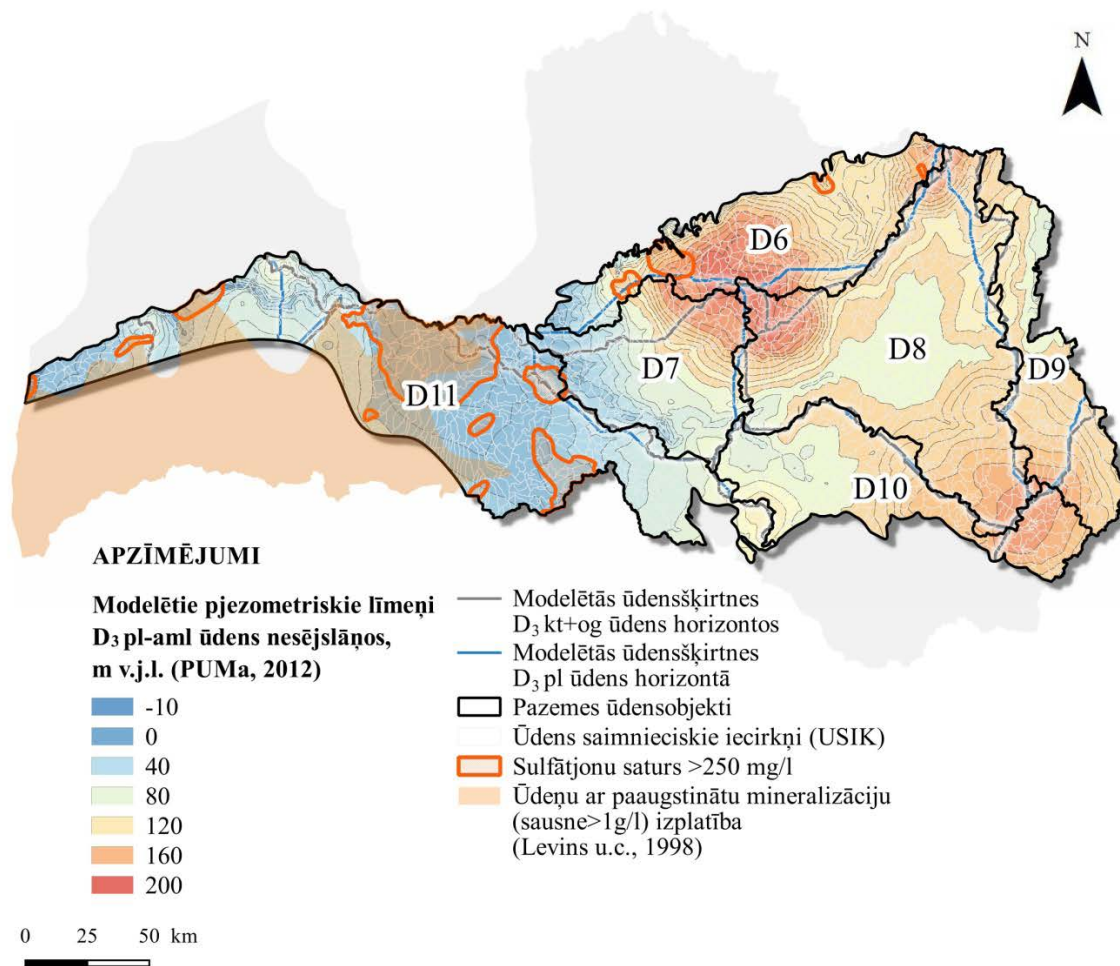 N
D6
D7
D8
D9
D11
D10
APZĪMĒJUMI
Modelētie pjezometriskie līmeņi
D₃ pl-aml ūdens nesējslāņos,
m v.j.l. (PUMa, 2012)
-10
0
40
80
120
160
200
Modelētās ūdensšķirtnes
D₃ kt+og ūdens horizontos
Modelētās ūdensšķirtnes
D₃ pl ūdens horizontā
Pazemes ūdensobjekti
Ūdens saimnieciskie iecirkņi (USIK)
Sulfātjonu saturs >250 mg/l
Ūdeņu ar paaugstinātu mineralizāciju
(sausne>1g/l) izplatība
(Levins u.c., 1998)
0 25 50 km